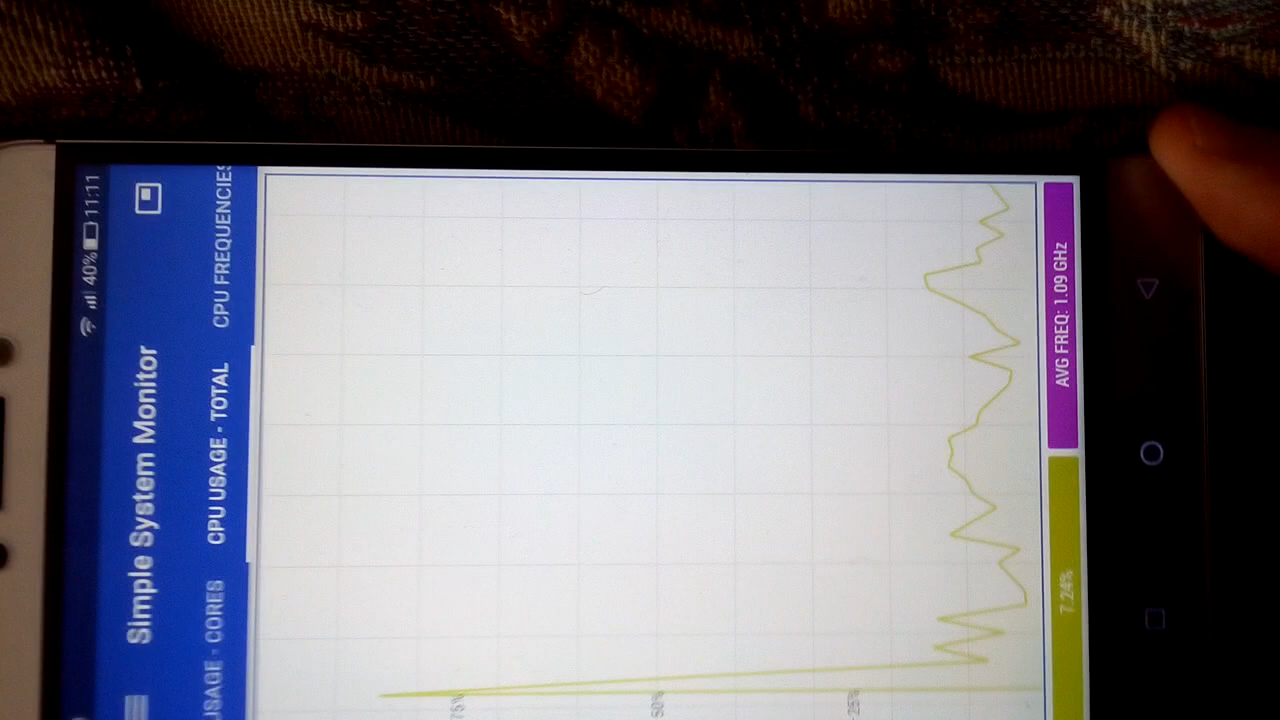 40% 11:11
Simple System Monitor
USAGE - CORES CPU USAGE - TOTAL CPU FREQUENCIES
75%
50%
25%
7.24% AVG FREQ: 1.09 GHz